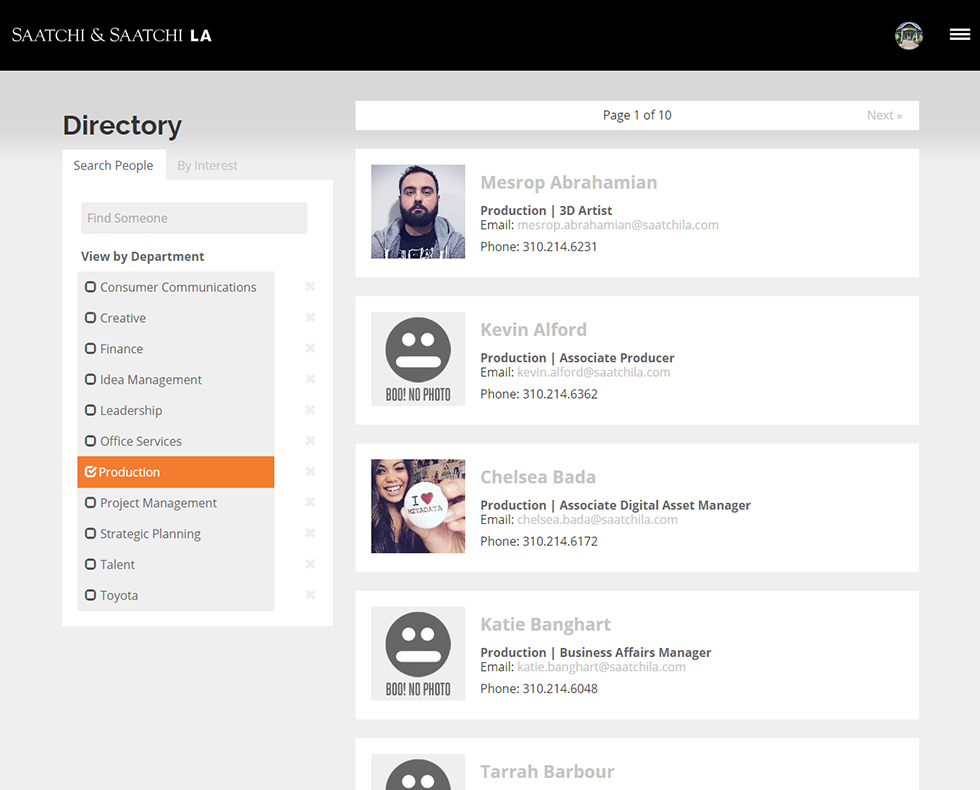 SAATCHI & SAATCHI LA
Directory
Search People
By Interest
Find Someone
View by Department
Consumer Communications
Creative
Finance
Idea Management
Leadership
Office Services
Production
Project Management
Strategic Planning
Talent
Toyota
Page 1 of 10
Next »
Mesrop Abrahamian
Production | 3D Artist
Email: mesrop.abrahamian@saatchila.com
Phone: 310.214.6231
BOO! NO PHOTO
Kevin Alford
Production | Associate Producer
Email: kevin.alford@saatchila.com
Phone: 310.214.6362
I
METADATA
Chelsea Bada
Production | Associate Digital Asset Manager
Email: chelsea.bada@saatchila.com
Phone: 310.214.6172
BOO! NO PHOTO
Katie Banghart
Production | Business Affairs Manager
Email: katie.banghart@saatchila.com
Phone: 310.214.6048
Tarrah Barbour